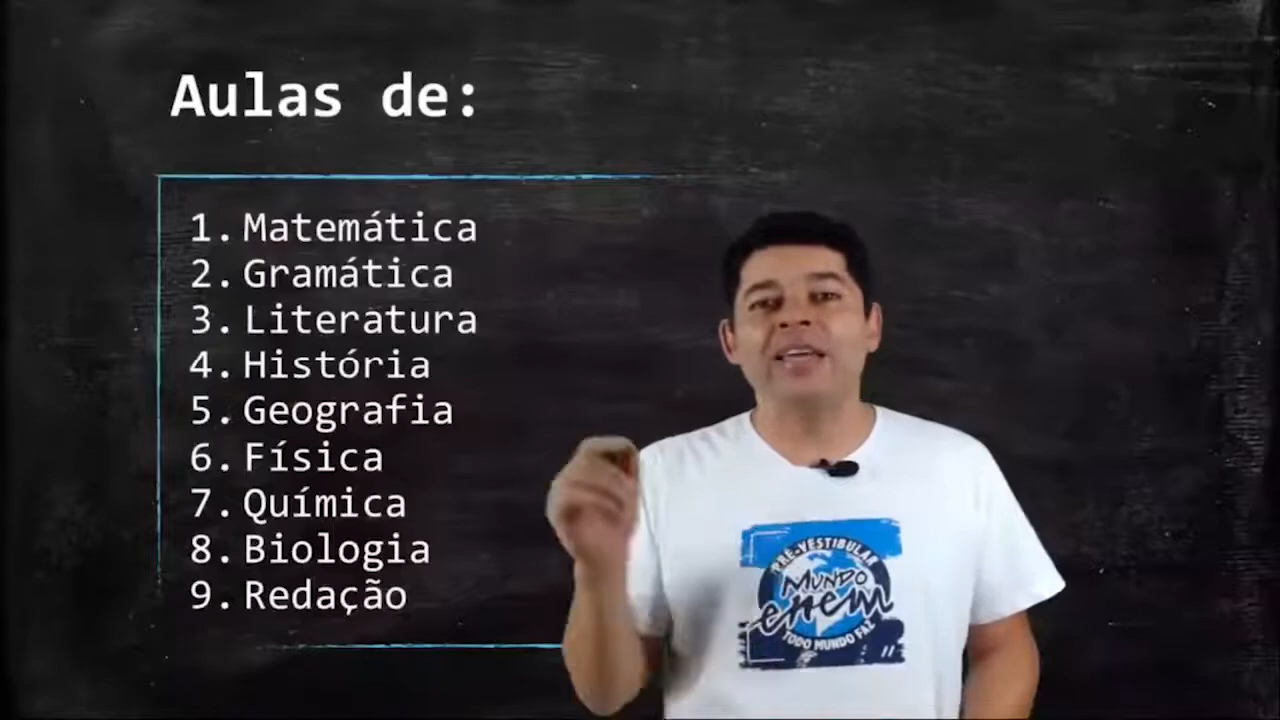 Aulas de:
1. Matemática
2. Gramática
3. Literatura
4. História
5. Geografia
6. Física
7. Química
8. Biologia
9. Redação
PRÉ-VESTIBULAR
MUNDO
enem
TODO MUNDO FAZ